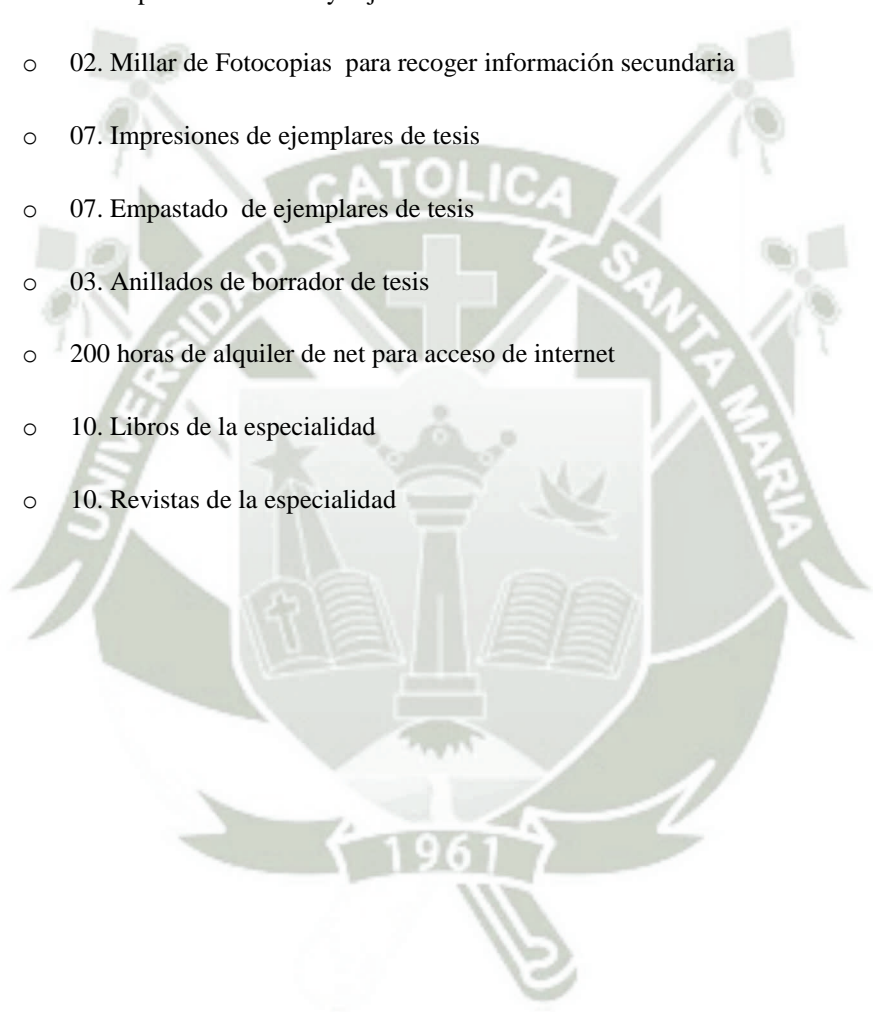 o 02. Millar de Fotocopias para recoger información secundaria
o 07. Impresiones de ejemplares de tesis
o 07. Empastado de ejemplares de tesis
o 03. Anillados de borrador de tesis
o 200 horas de alquiler de net para acceso de internet
o 10. Libros de la especialidad
o 10. Revistas de la especialidad
UNIVERSIDAD CATOLICA SANTA MARIA
1961